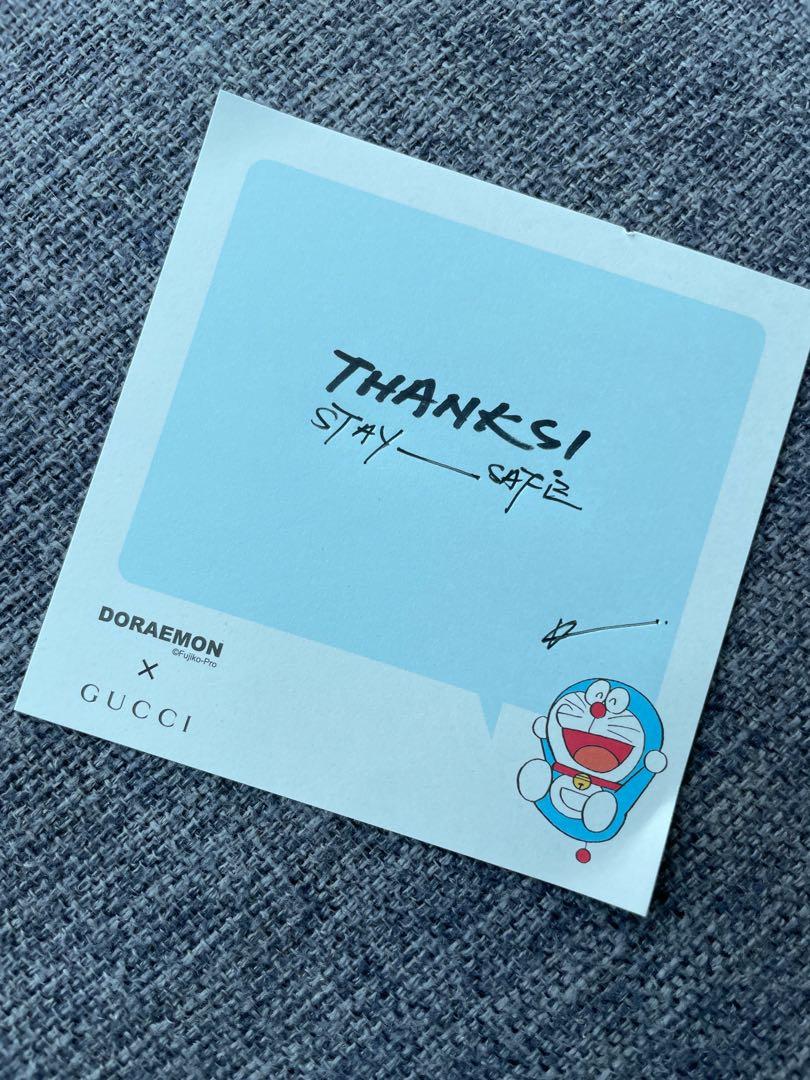 THANKS!
STAY — SAFE
DORAEMON
©Fujiko-Pro
×
GUCCI